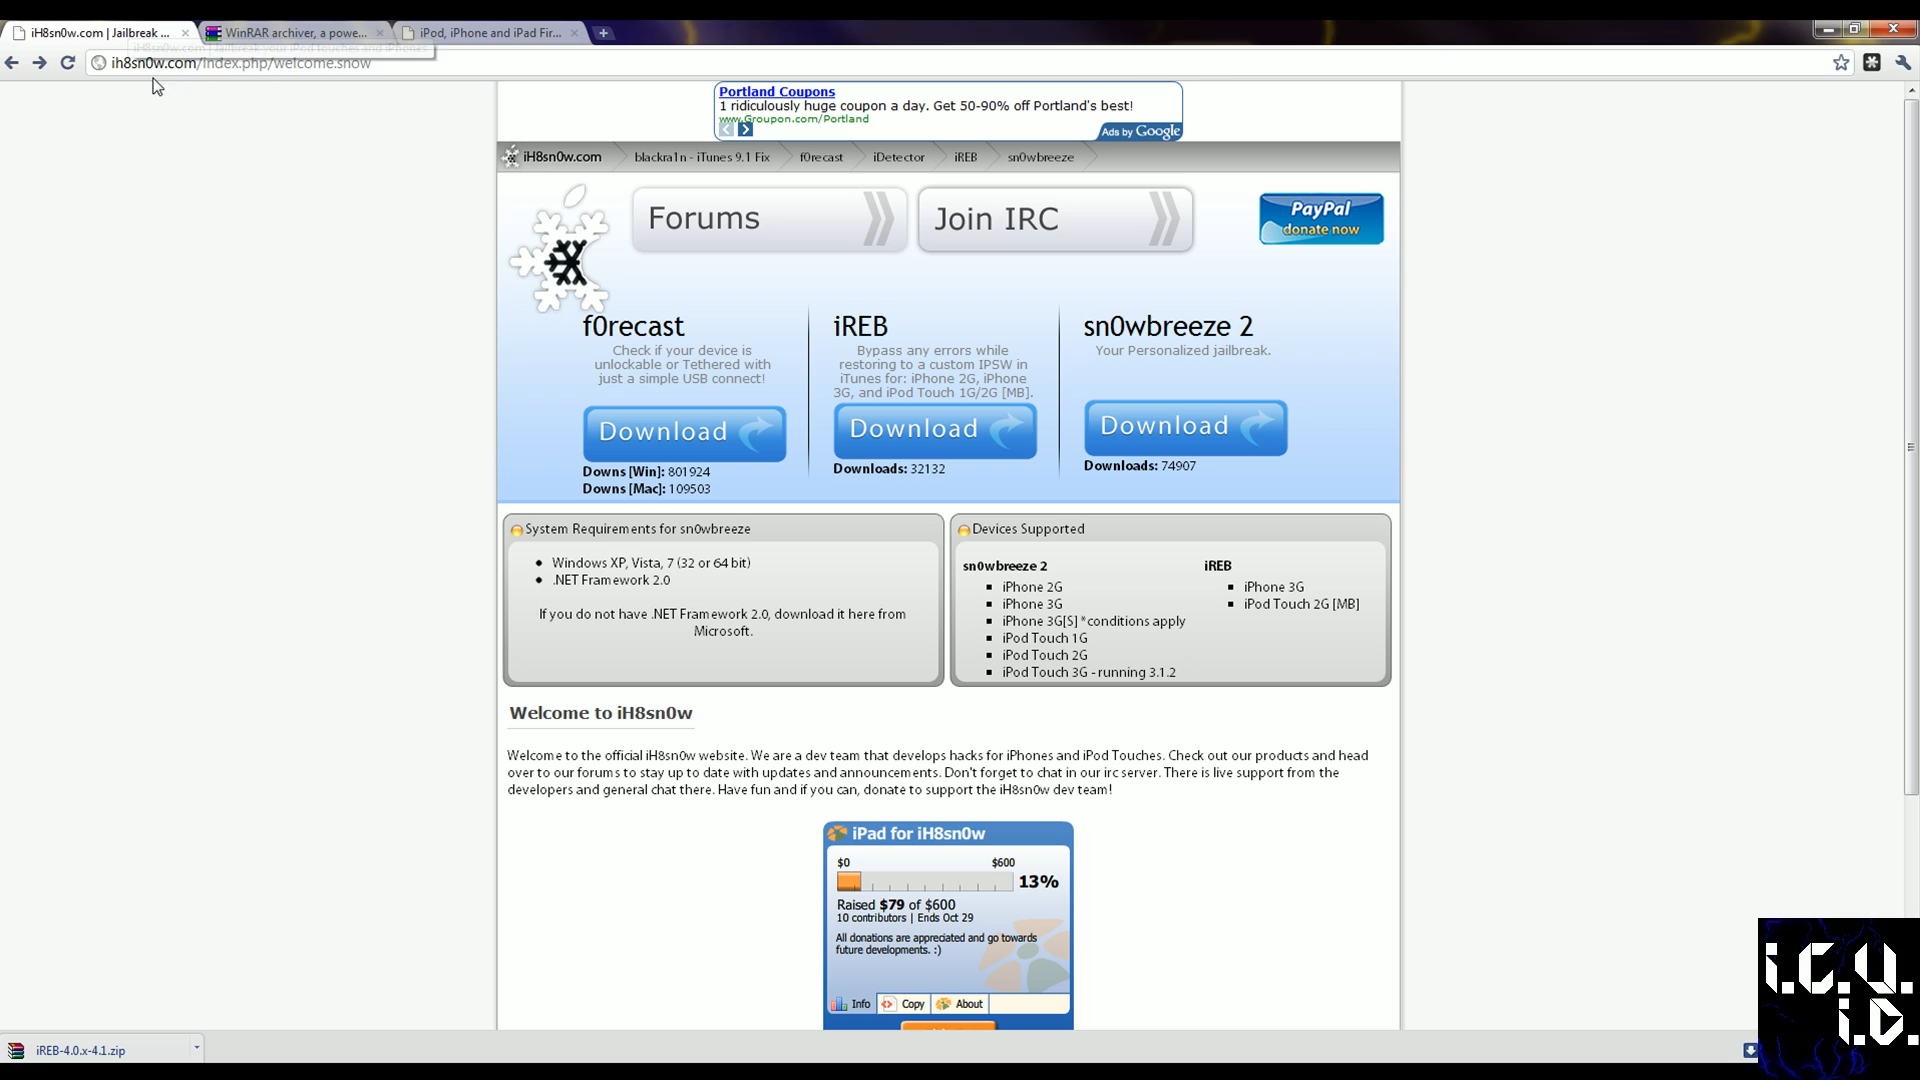 iH8sn0w.com | Jailbreak ...
WinRAR archiver, a powe...
iPod, iPhone and iPad Fir...
iH8sn0w.com | Jailbreak your iPod touches and iPhones
ih8sn0w.com/index.php/welcome.snow
Portland Coupons
1 ridiculously huge coupon a day. Get 50-90% off Portland's best!
www.Groupon.com/Portland
Ads by Google
iH8sn0w.com
blackra1n - iTunes 9.1 Fix
f0recast
iDetector
iREB
sn0wbreeze
Forums
Join IRC
PayPal
donate now
f0recast
Check if your device is
unlockable or Tethered with
just a simple USB connect!
Download
Downs [Win]: 801924
Downs [Mac]: 109503
iREB
Bypass any errors while
restoring to a custom IPSW in
iTunes for: iPhone 2G, iPhone
3G, and iPod Touch 1G/2G [MB].
Download
Downloads: 32132
sn0wbreeze 2
Your Personalized jailbreak.
Download
Downloads: 74907
System Requirements for sn0wbreeze
Windows XP, Vista, 7 (32 or 64 bit)
.NET Framework 2.0
If you do not have .NET Framework 2.0, download it here from
Microsoft.
Devices Supported
sn0wbreeze 2
iPhone 2G
iPhone 3G
iPhone 3G[S] *conditions apply
iPod Touch 1G
iPod Touch 2G
iPod Touch 3G - running 3.1.2
iREB
iPhone 3G
iPod Touch 2G [MB]
Welcome to iH8sn0w
Welcome to the official iH8sn0w website. We are a dev team that develops hacks for iPhones and iPod Touches. Check out our products and head
over to our forums to stay up to date with updates and announcements. Don't forget to chat in our irc server. There is live support from the
developers and general chat there. Have fun and if you can, donate to support the iH8sn0w dev team!
iPad for iH8sn0w
$0
$600
13%
Raised $79 of $600
10 contributors | Ends Oct 29
All donations are appreciated and go towards
future developments. :)
Info
Copy
About
iREB-4.0.x-4.1.zip
i.C.U.
i.D.